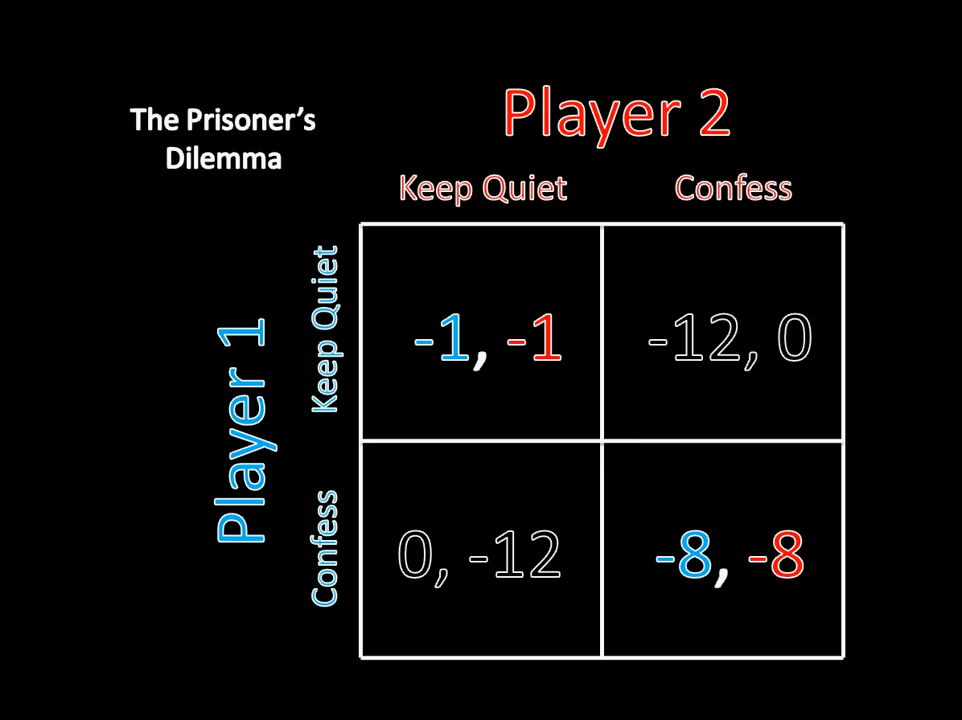 The Prisoner’s
Dilemma
Player 2
Keep Quiet
Confess
Player 1
Keep Quiet
-1, -1
-12, 0
Confess
0, -12
-8, -8